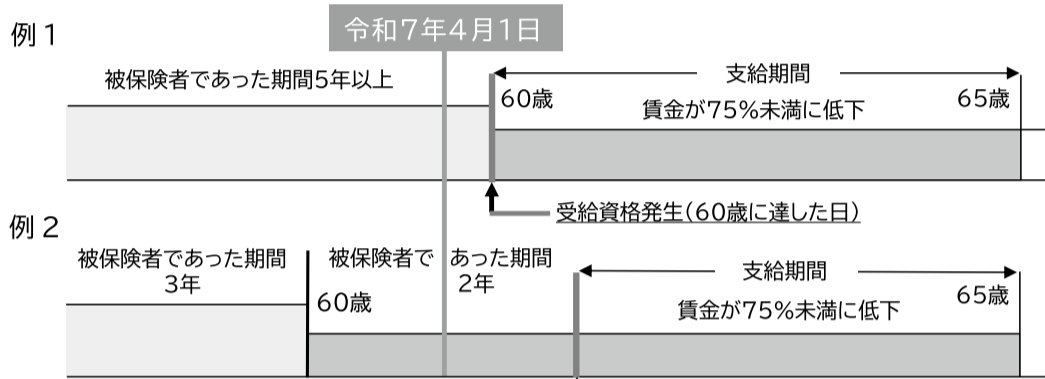 令和7年4月1日
例1
被保険者であった期間5年以上
60歳
支給期間
賃金が75%未満に低下
65歳
受給資格発生(60歳に達した日)
例2
被保険者であった期間
3年
60歳
被保険者で あった期間
2年
支給期間
賃金が75%未満に低下
65歳